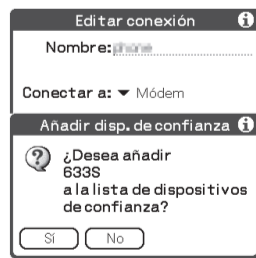 Editar conexión
Nombre:
Conectar a: Módem
Añadir disp. de confianza
¿Desea añadir
633S
a la lista de dispositivos
de confianza?
Sí No